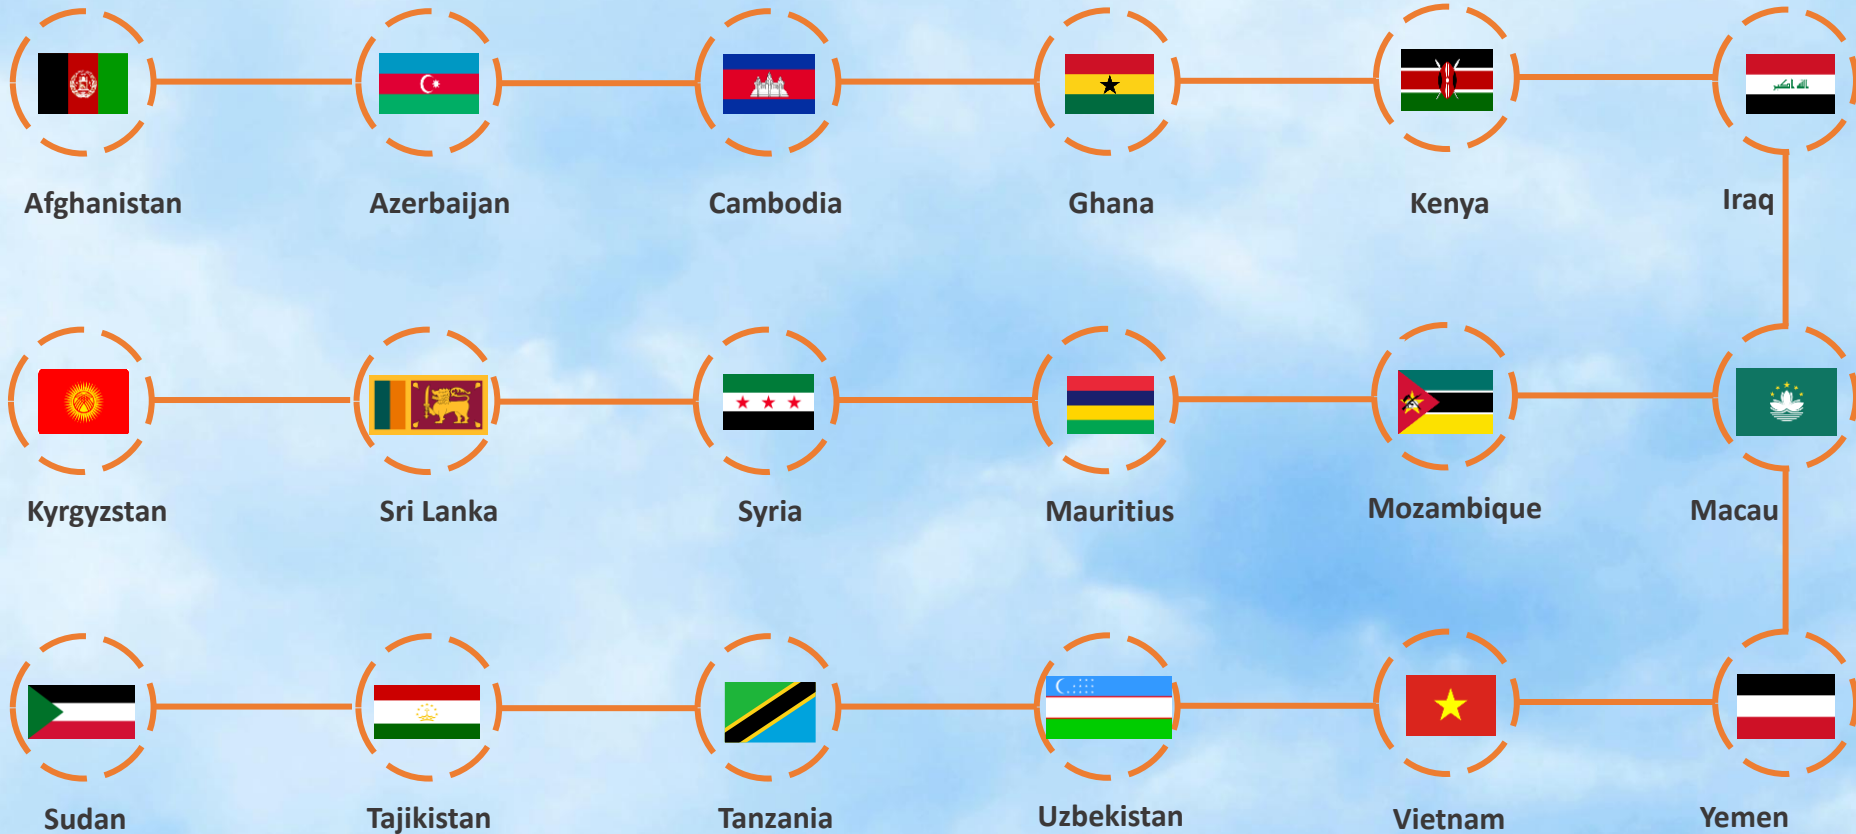 Afghanistan
Azerbaijan
Cambodia
Ghana
Kenya
Iraq
Kyrgyzstan
Sri Lanka
Syria
Mauritius
Mozambique
Macau
Sudan
Tajikistan
Tanzania
Uzbekistan
Vietnam
Yemen